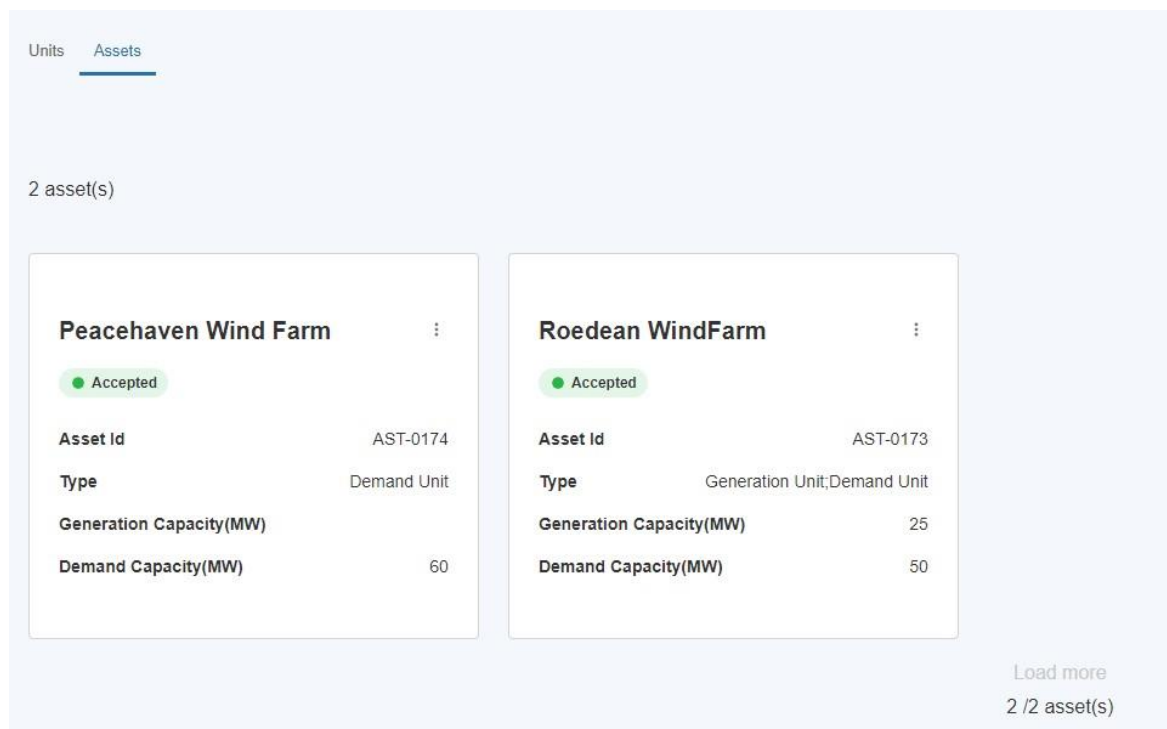 Units Assets
2 asset(s)
Peacehaven Wind Farm
Accepted
Asset Id AST-0174
Type Demand Unit
Generation Capacity(MW)
Demand Capacity(MW) 60
Roedean WindFarm
Accepted
Asset Id AST-0173
Type Generation Unit;Demand Unit
Generation Capacity(MW) 25
Demand Capacity(MW) 50
Load more
2 /2 asset(s)